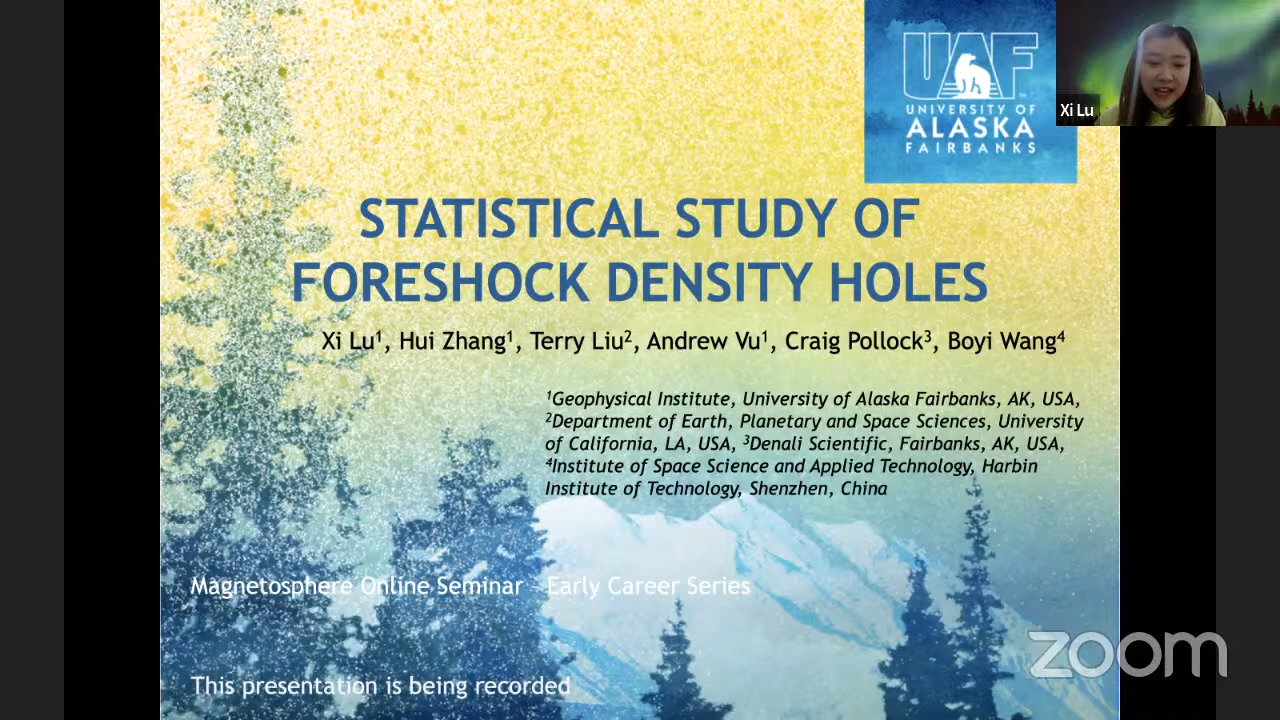 UAF
UNIVERSITY OF
ALASKA
FAIRBANKS
Xi Lu
STATISTICAL STUDY OF
FORESHOCK DENSITY HOLES
Xi Lu¹, Hui Zhang¹, Terry Liu², Andrew Vu¹, Craig Pollock³, Boyi Wang⁴
¹Geophysical Institute, University of Alaska Fairbanks, AK, USA,
²Department of Earth, Planetary and Space Sciences, University
of California, LA, USA, ³Denali Scientific, Fairbanks, AK, USA,
⁴Institute of Space Science and Applied Technology, Harbin
Institute of Technology, Shenzhen, China
Magnetosphere Online Seminar – Early Career Series
zoom
This presentation is being recorded